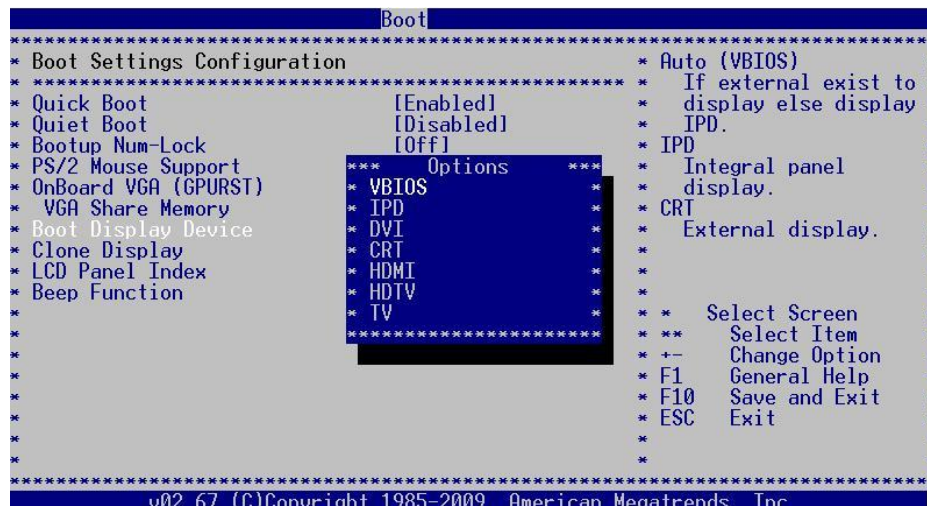 Boot
Boot Settings Configuration
Quick Boot [Enabled]
Quiet Boot [Disabled]
Bootup Num-Lock [Off]
PS/2 Mouse Support
OnBoard VGA (GPURST)
VGA Share Memory
Boot Display Device
Clone Display
LCD Panel Index
Beep Function
Options
VBIOS
IPD
DVI
CRT
HDMI
HDTV
TV
Auto (VBIOS)
If external exist to
display else display
IPD.
IPD
Integral panel
display.
CRT
External display.
* Select Screen
** Select Item
+- Change Option
F1 General Help
F10 Save and Exit
ESC Exit
v02.67 (C)Copyright 1985-2009, American Megatrends, Inc.